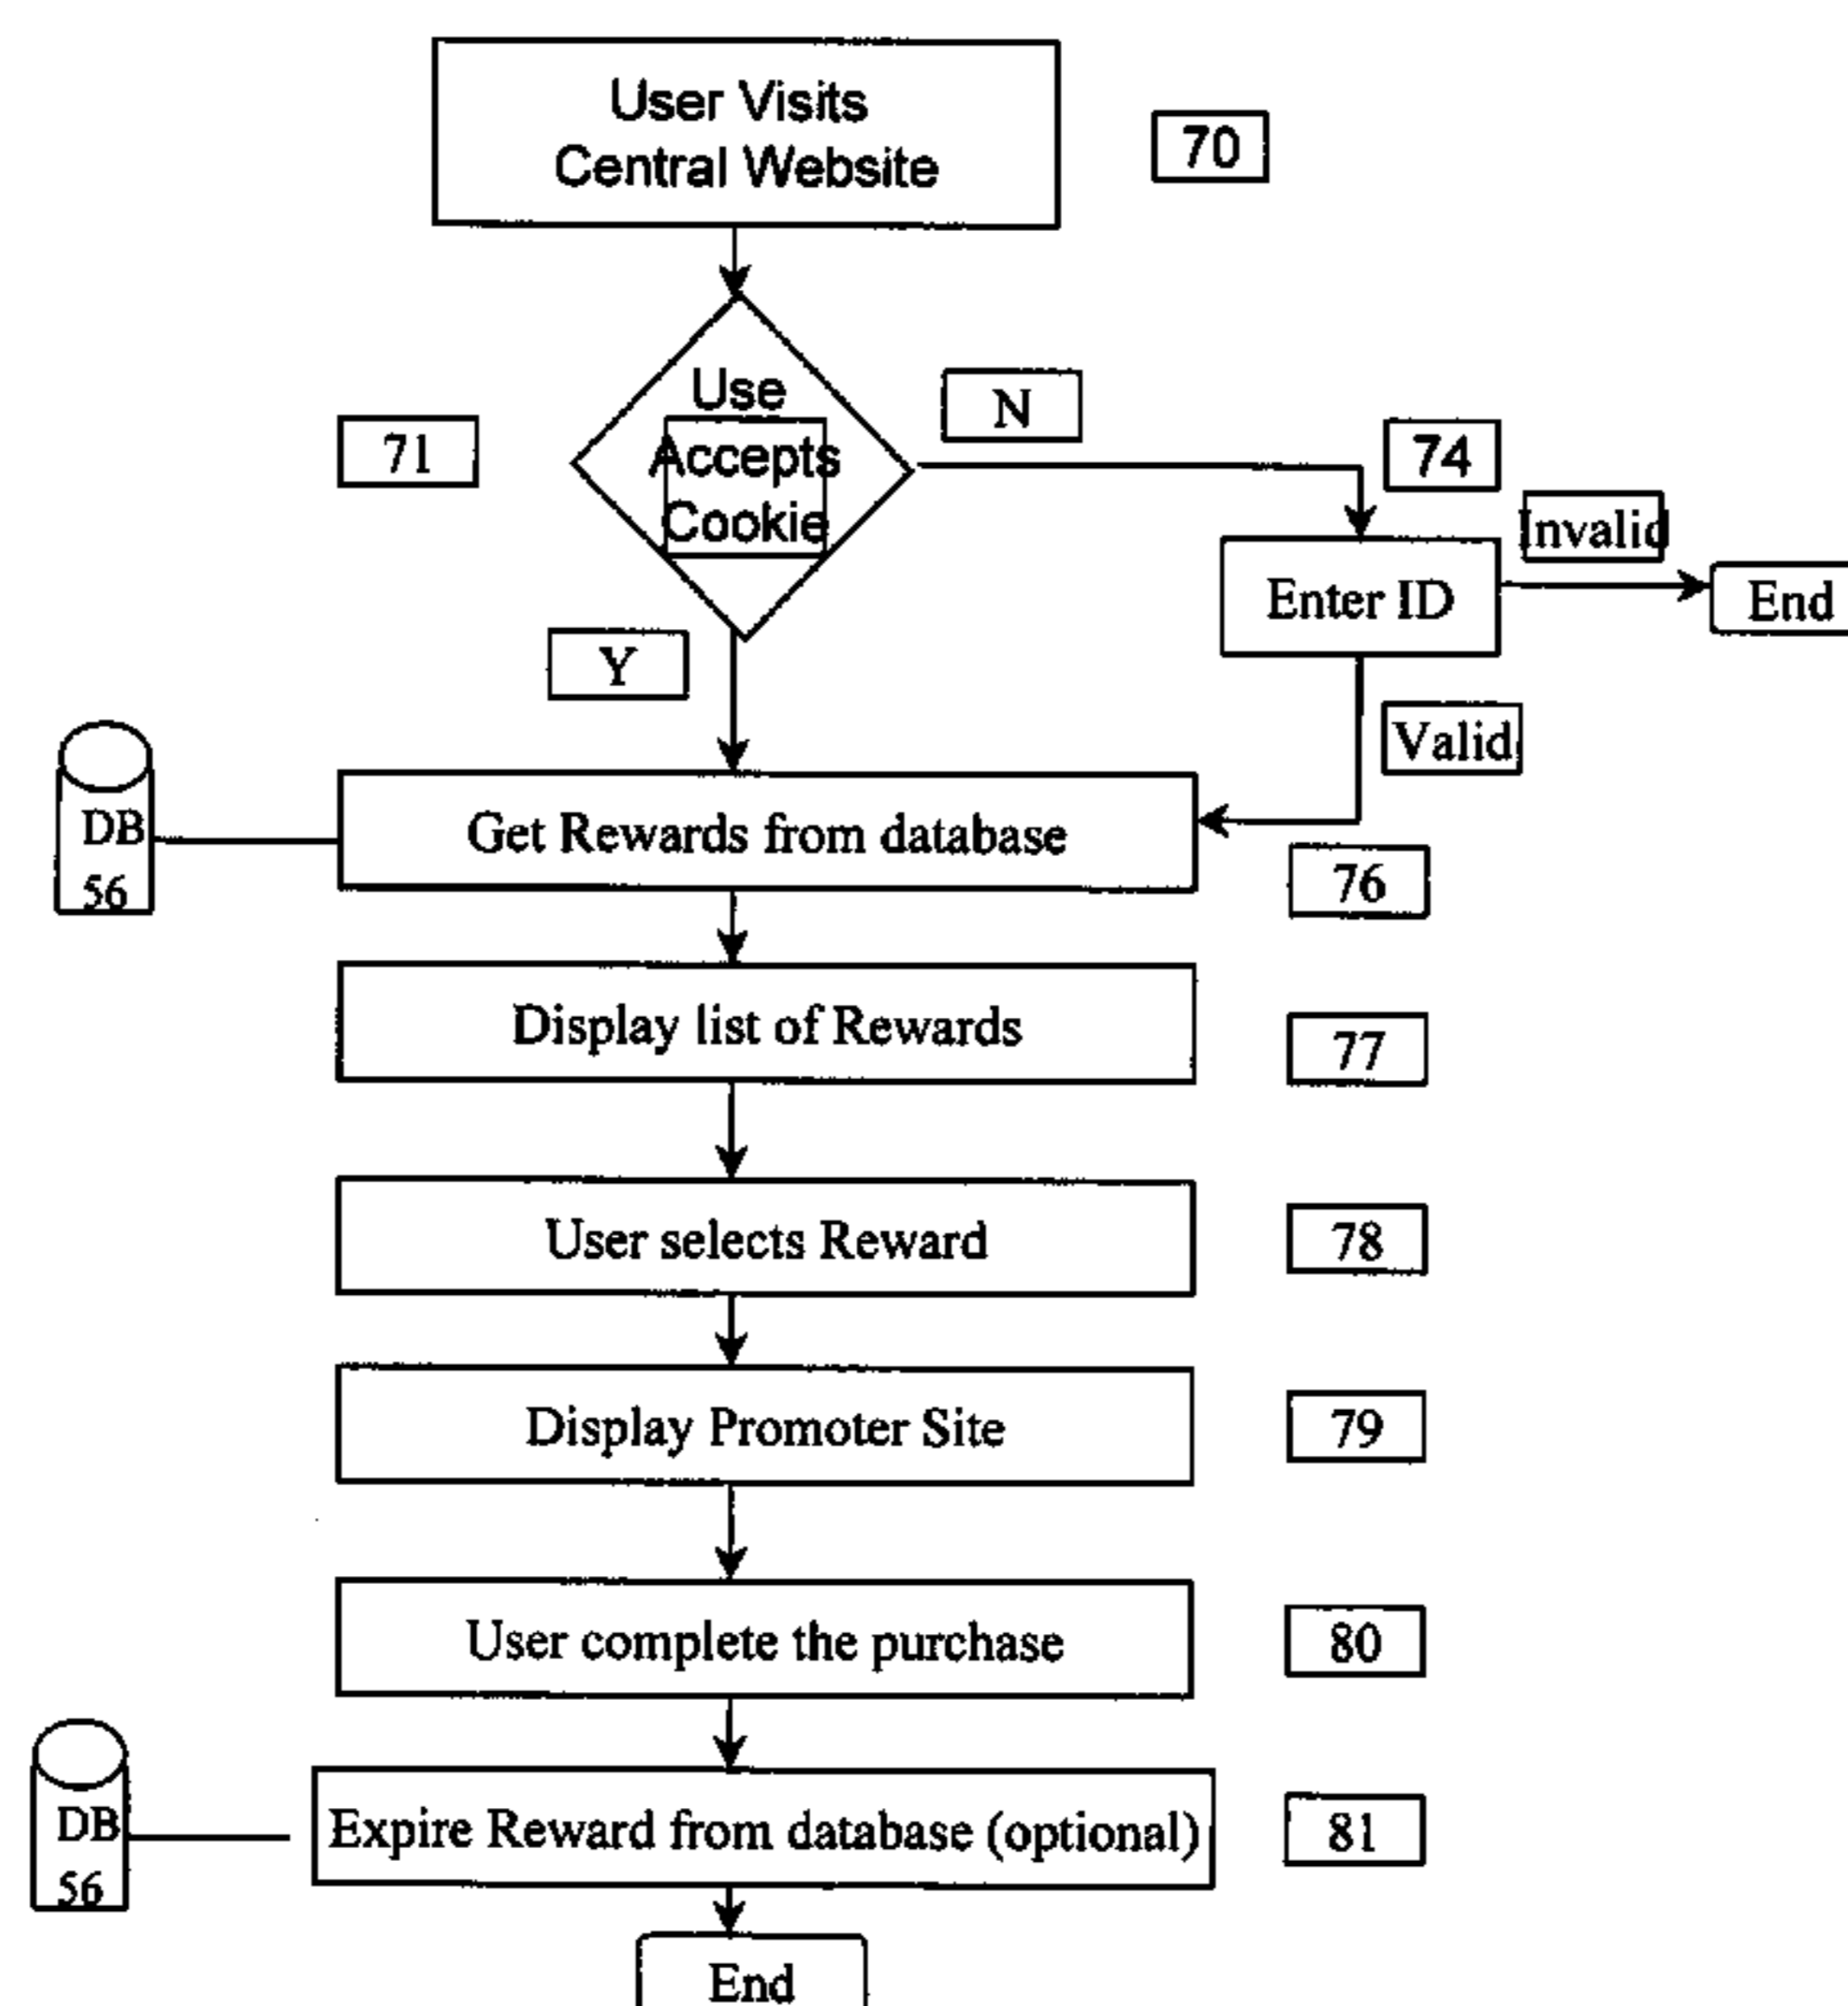 User Visits
Central Website
70
Use
Accepts
Cookie
71
N
74
Invalid
Enter ID
End
Y
Valid
DB
56
Get Rewards from database
76
Display list of Rewards
77
User selects Reward
78
Display Promoter Site
79
User complete the purchase
80
DB
56
Expire Reward from database (optional)
81
End